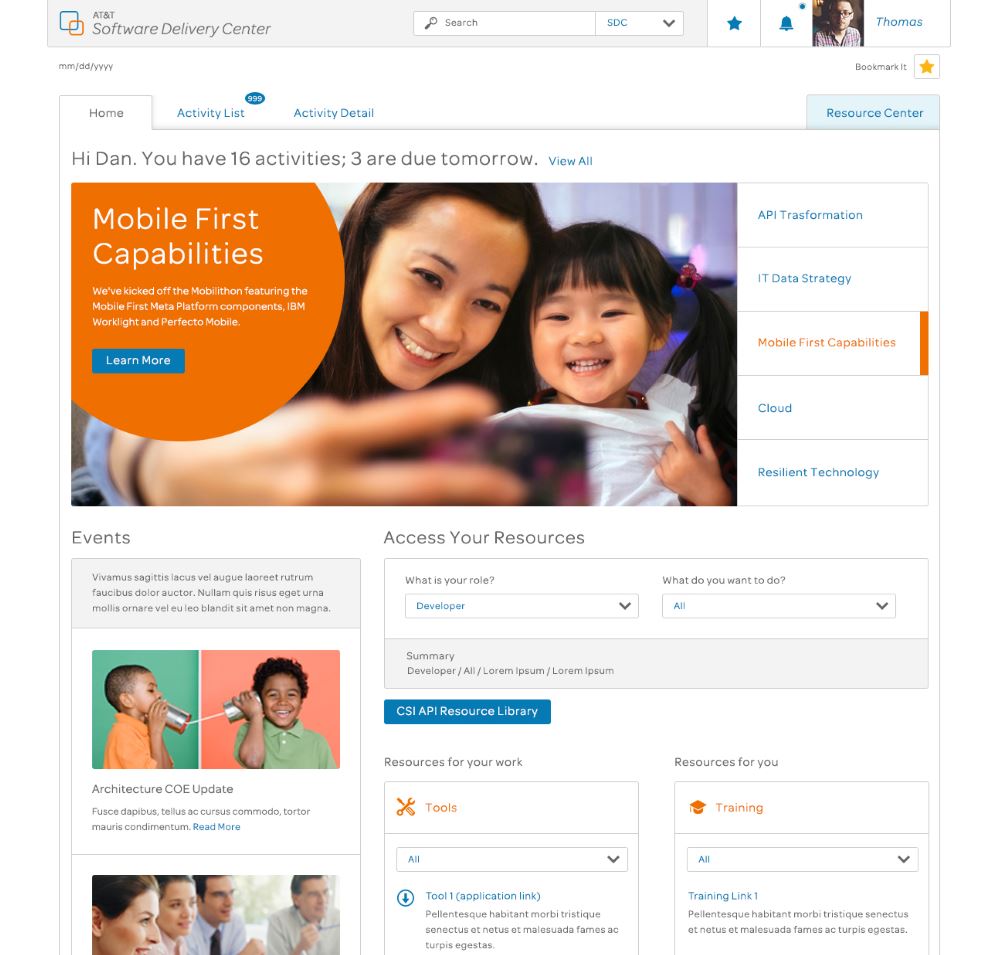 AT&T
Software Delivery Center
Search
SDC
Thomas
mm/dd/yyyy
Bookmark It
Home
Activity List
999
Activity Detail
Resource Center
Hi Dan. You have 16 activities; 3 are due tomorrow. View All
Mobile First
Capabilities
We've kicked off the Mobilithon featuring the
Mobile First Meta Platform components, IBM
Worklight and Perfecto Mobile.
Learn More
API Trasformation
IT Data Strategy
Mobile First Capabilities
Cloud
Resilient Technology
Events
Vivamus sagittis lacus vel augue laoreet rutrum
faucibus dolor auctor. Nullam quis risus eget urna
mollis ornare vel eu leo blandit sit amet non magna.
Architecture COE Update
Fusce dapibus, tellus ac cursus commodo, tortor
mauris condimentum. Read More
Access Your Resources
What is your role?
Developer
What do you want to do?
All
Summary
Developer / All / Lorem Ipsum / Lorem Ipsum
CSI API Resource Library
Resources for your work
Tools
All
Tool 1 (application link)
Pellentesque habitant morbi tristique
senectus et netus et malesuada fames ac
turpis egestas.
Resources for you
Training
All
Training Link 1
Pellentesque habitant morbi tristique senectus
et netus et malesuada fames ac turpis egestas.